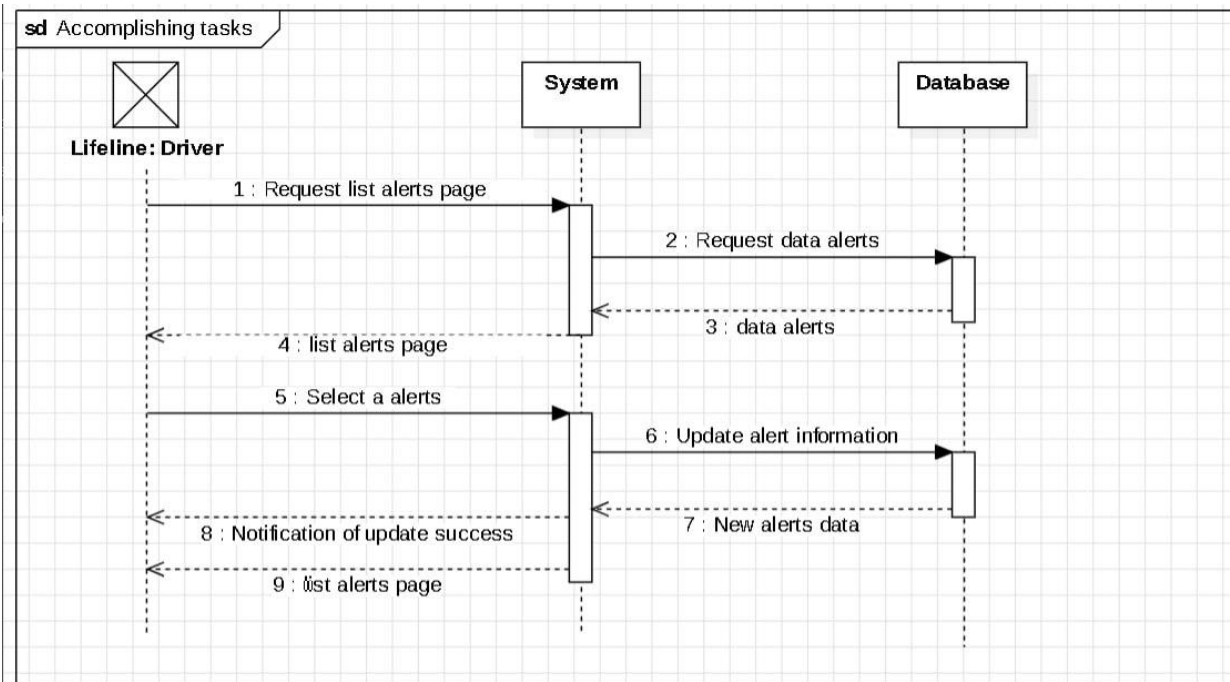 sd Accomplishing tasks
System
Database
Lifeline: Driver
1 : Request list alerts page
2 : Request data alerts
3 : data alerts
4 : list alerts page
5 : Select a alerts
6 : Update alert information
7 : New alerts data
8 : Notification of update success
9 : list alerts page